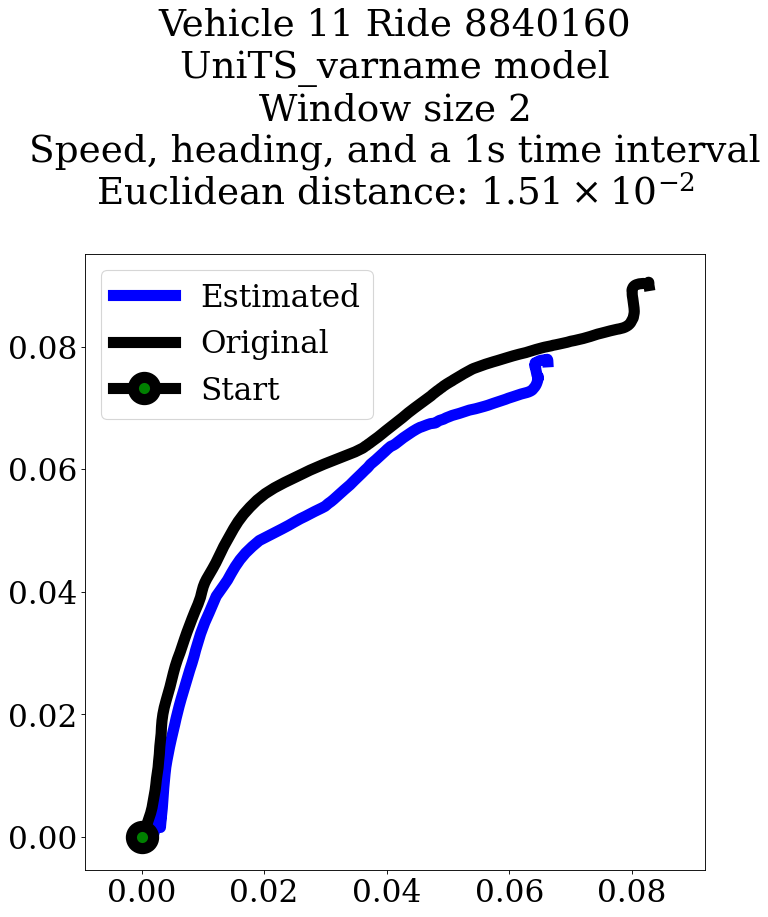 Vehicle 11 Ride 8840160
UniTS_varname model
Window size 2
Speed, heading, and a 1s time interval
Euclidean distance: 1.51 × 10⁻²
Estimated
Original
Start
0.08
0.06
0.04
0.02
0.00
0.00 0.02 0.04 0.06 0.08